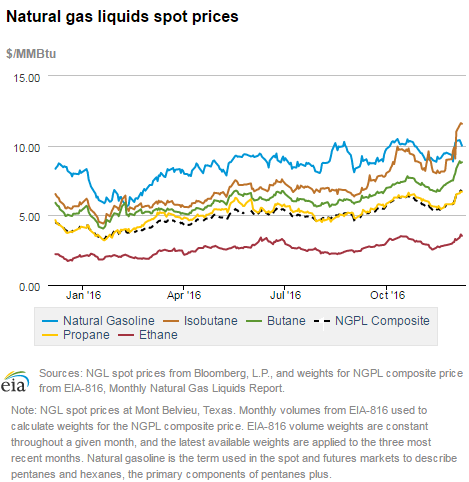 Natural gas liquids spot prices
$/MMBtu
15.00
10.00
5.00
0.00
Jan '16
Apr '16
Jul '16
Oct '16
Natural Gasoline
Isobutane
Butane
NGPL Composite
Propane
Ethane
eia
Sources: NGL spot prices from Bloomberg, L.P., and weights for NGPL composite price
from EIA-816, Monthly Natural Gas Liquids Report.
Note: NGL spot prices at Mont Belvieu, Texas. Monthly volumes from EIA-816 used to
calculate weights for the NGPL composite price. EIA-816 volume weights are constant
throughout a given month, and the latest available weights are applied to the three most
recent months. Natural gasoline is the term used in the spot and futures markets to describe
pentanes and hexanes, the primary components of pentanes plus.